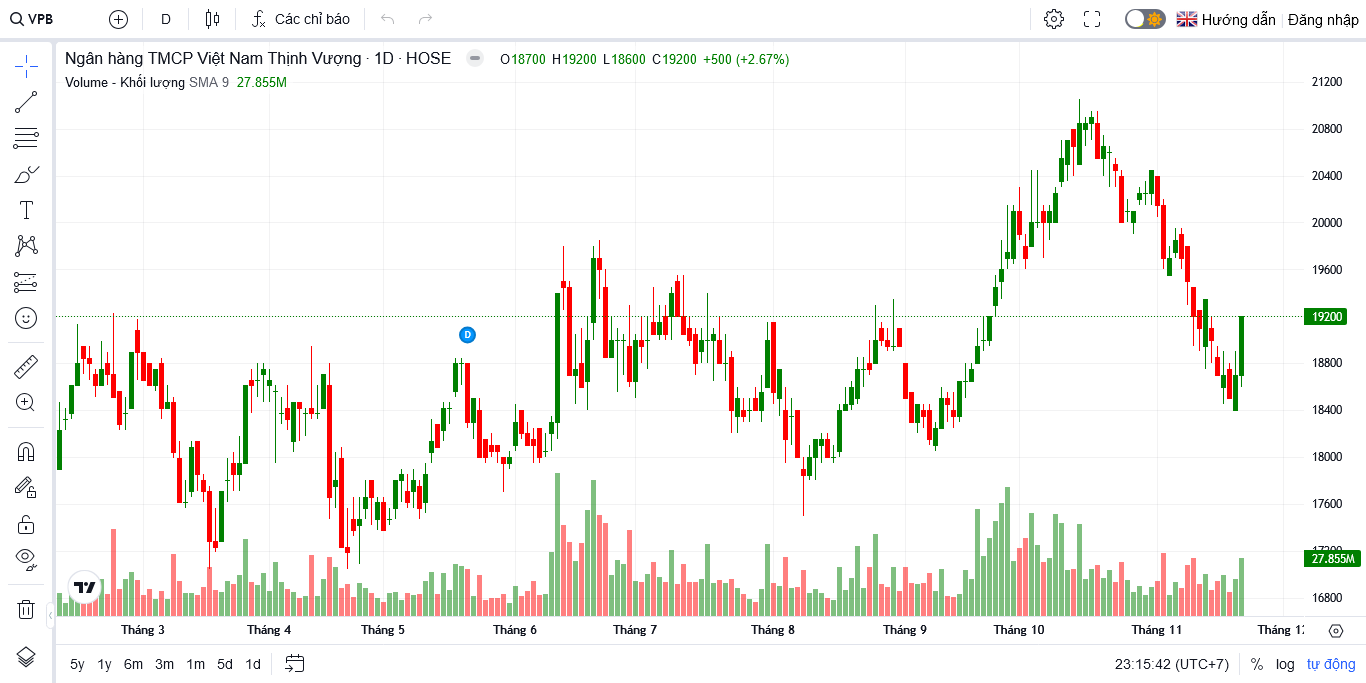 VPB D Các chỉ báo Hướng dẫn Đăng nhập
Ngân hàng TMCP Việt Nam Thịnh Vượng · 1D · HOSE O18700 H19200 L18600 C19200 +500 (+2.67%)
Volume - Khối lượng SMA 9 27.855M
21200
20800
20400
20000
19600
D
19200
18800
18400
18000
17600
17200
27.855M
16800
Tháng 3 Tháng 4 Tháng 5 Tháng 6 Tháng 7 Tháng 8 Tháng 9 Tháng 10 Tháng 11 Tháng 12
5y 1y 6m 3m 1m 5d 1d 23:15:42 (UTC+7) % log tự động